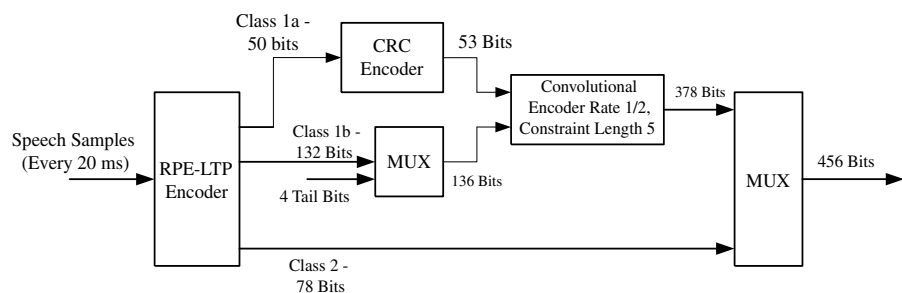 Class 1a -
50 bits
CRC
Encoder
53 Bits
Convolutional
Encoder Rate 1/2,
Constraint Length 5
378 Bits
Speech Samples
(Every 20 ms)
RPE-LTP
Encoder
Class 1b -
132 Bits
MUX
136 Bits
4 Tail Bits
MUX
456 Bits
Class 2 -
78 Bits